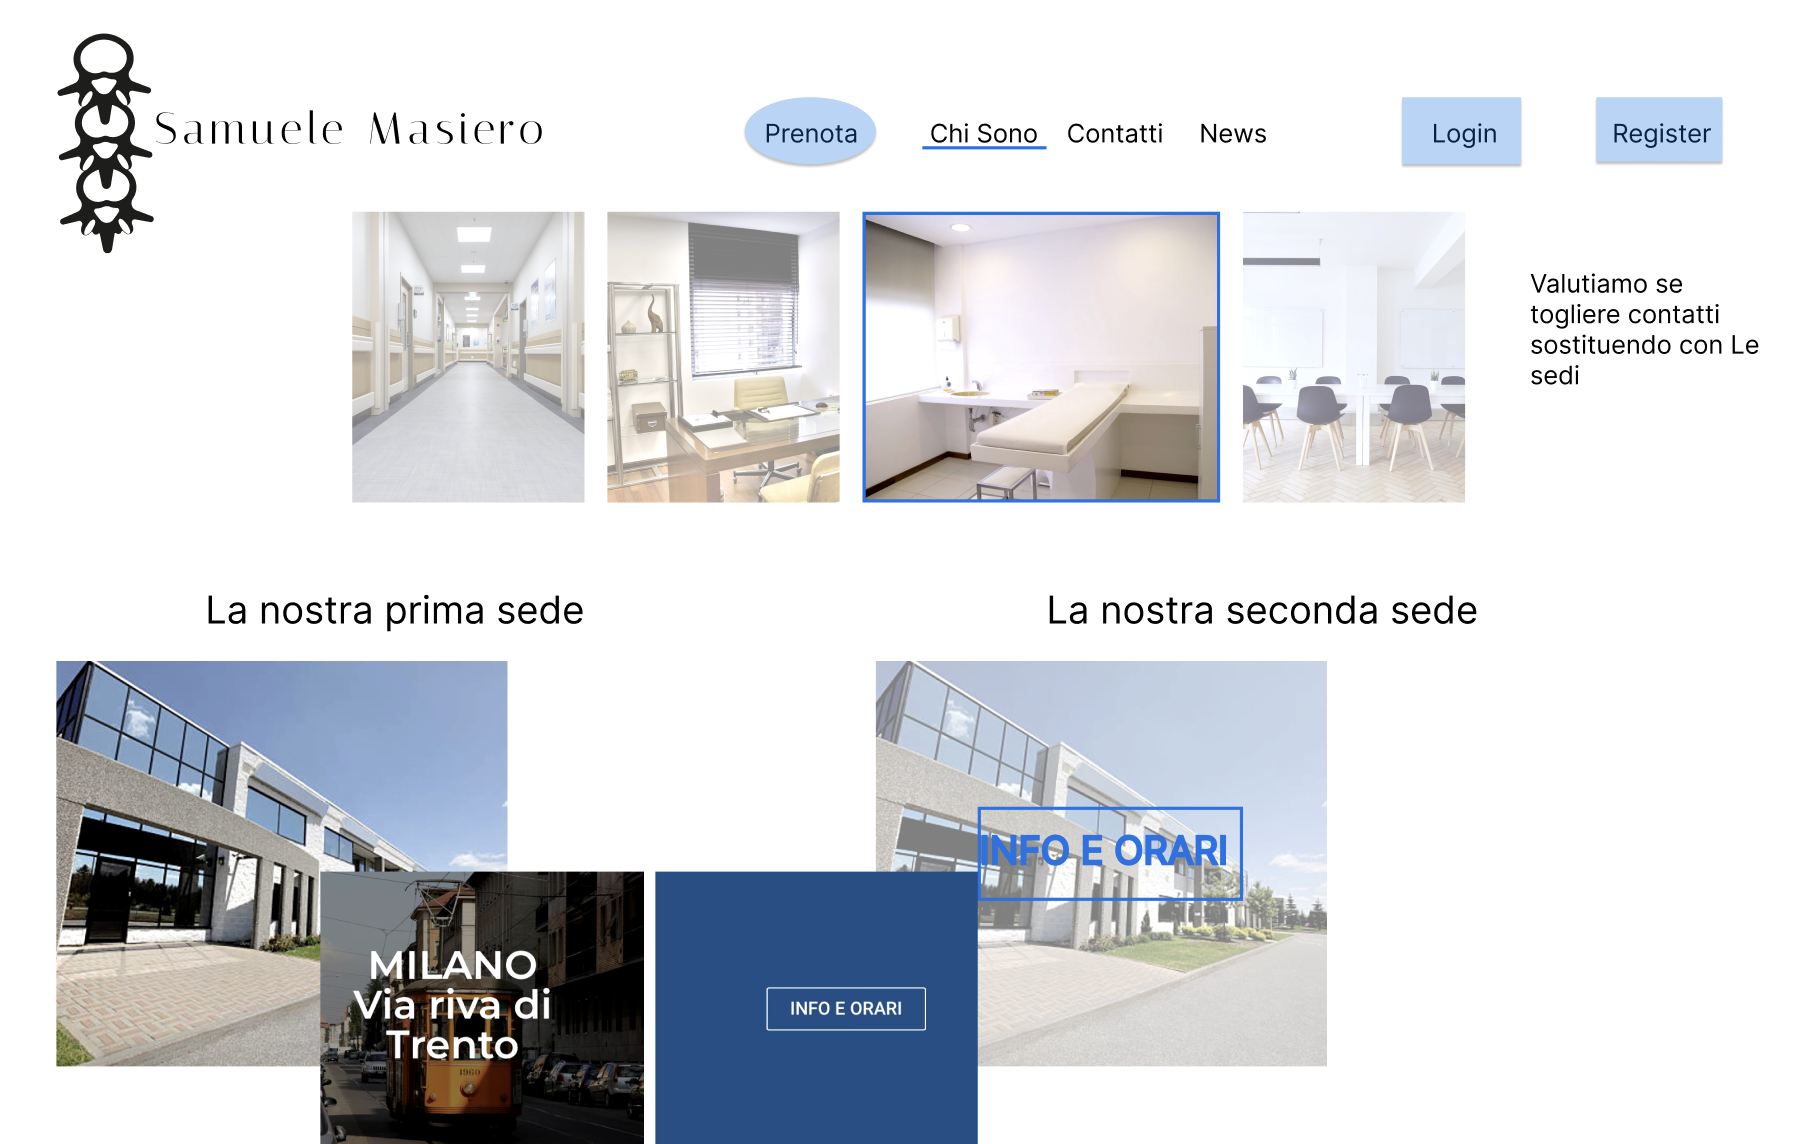 Samuele Masiero
Prenota
Chi Sono
Contatti
News
Login
Register
Valutiamo se
togliere contatti
sostituendo con Le
sedi
La nostra prima sede
La nostra seconda sede
INFO E ORARI
MILANO
Via riva di
Trento
1960
INFO E ORARI